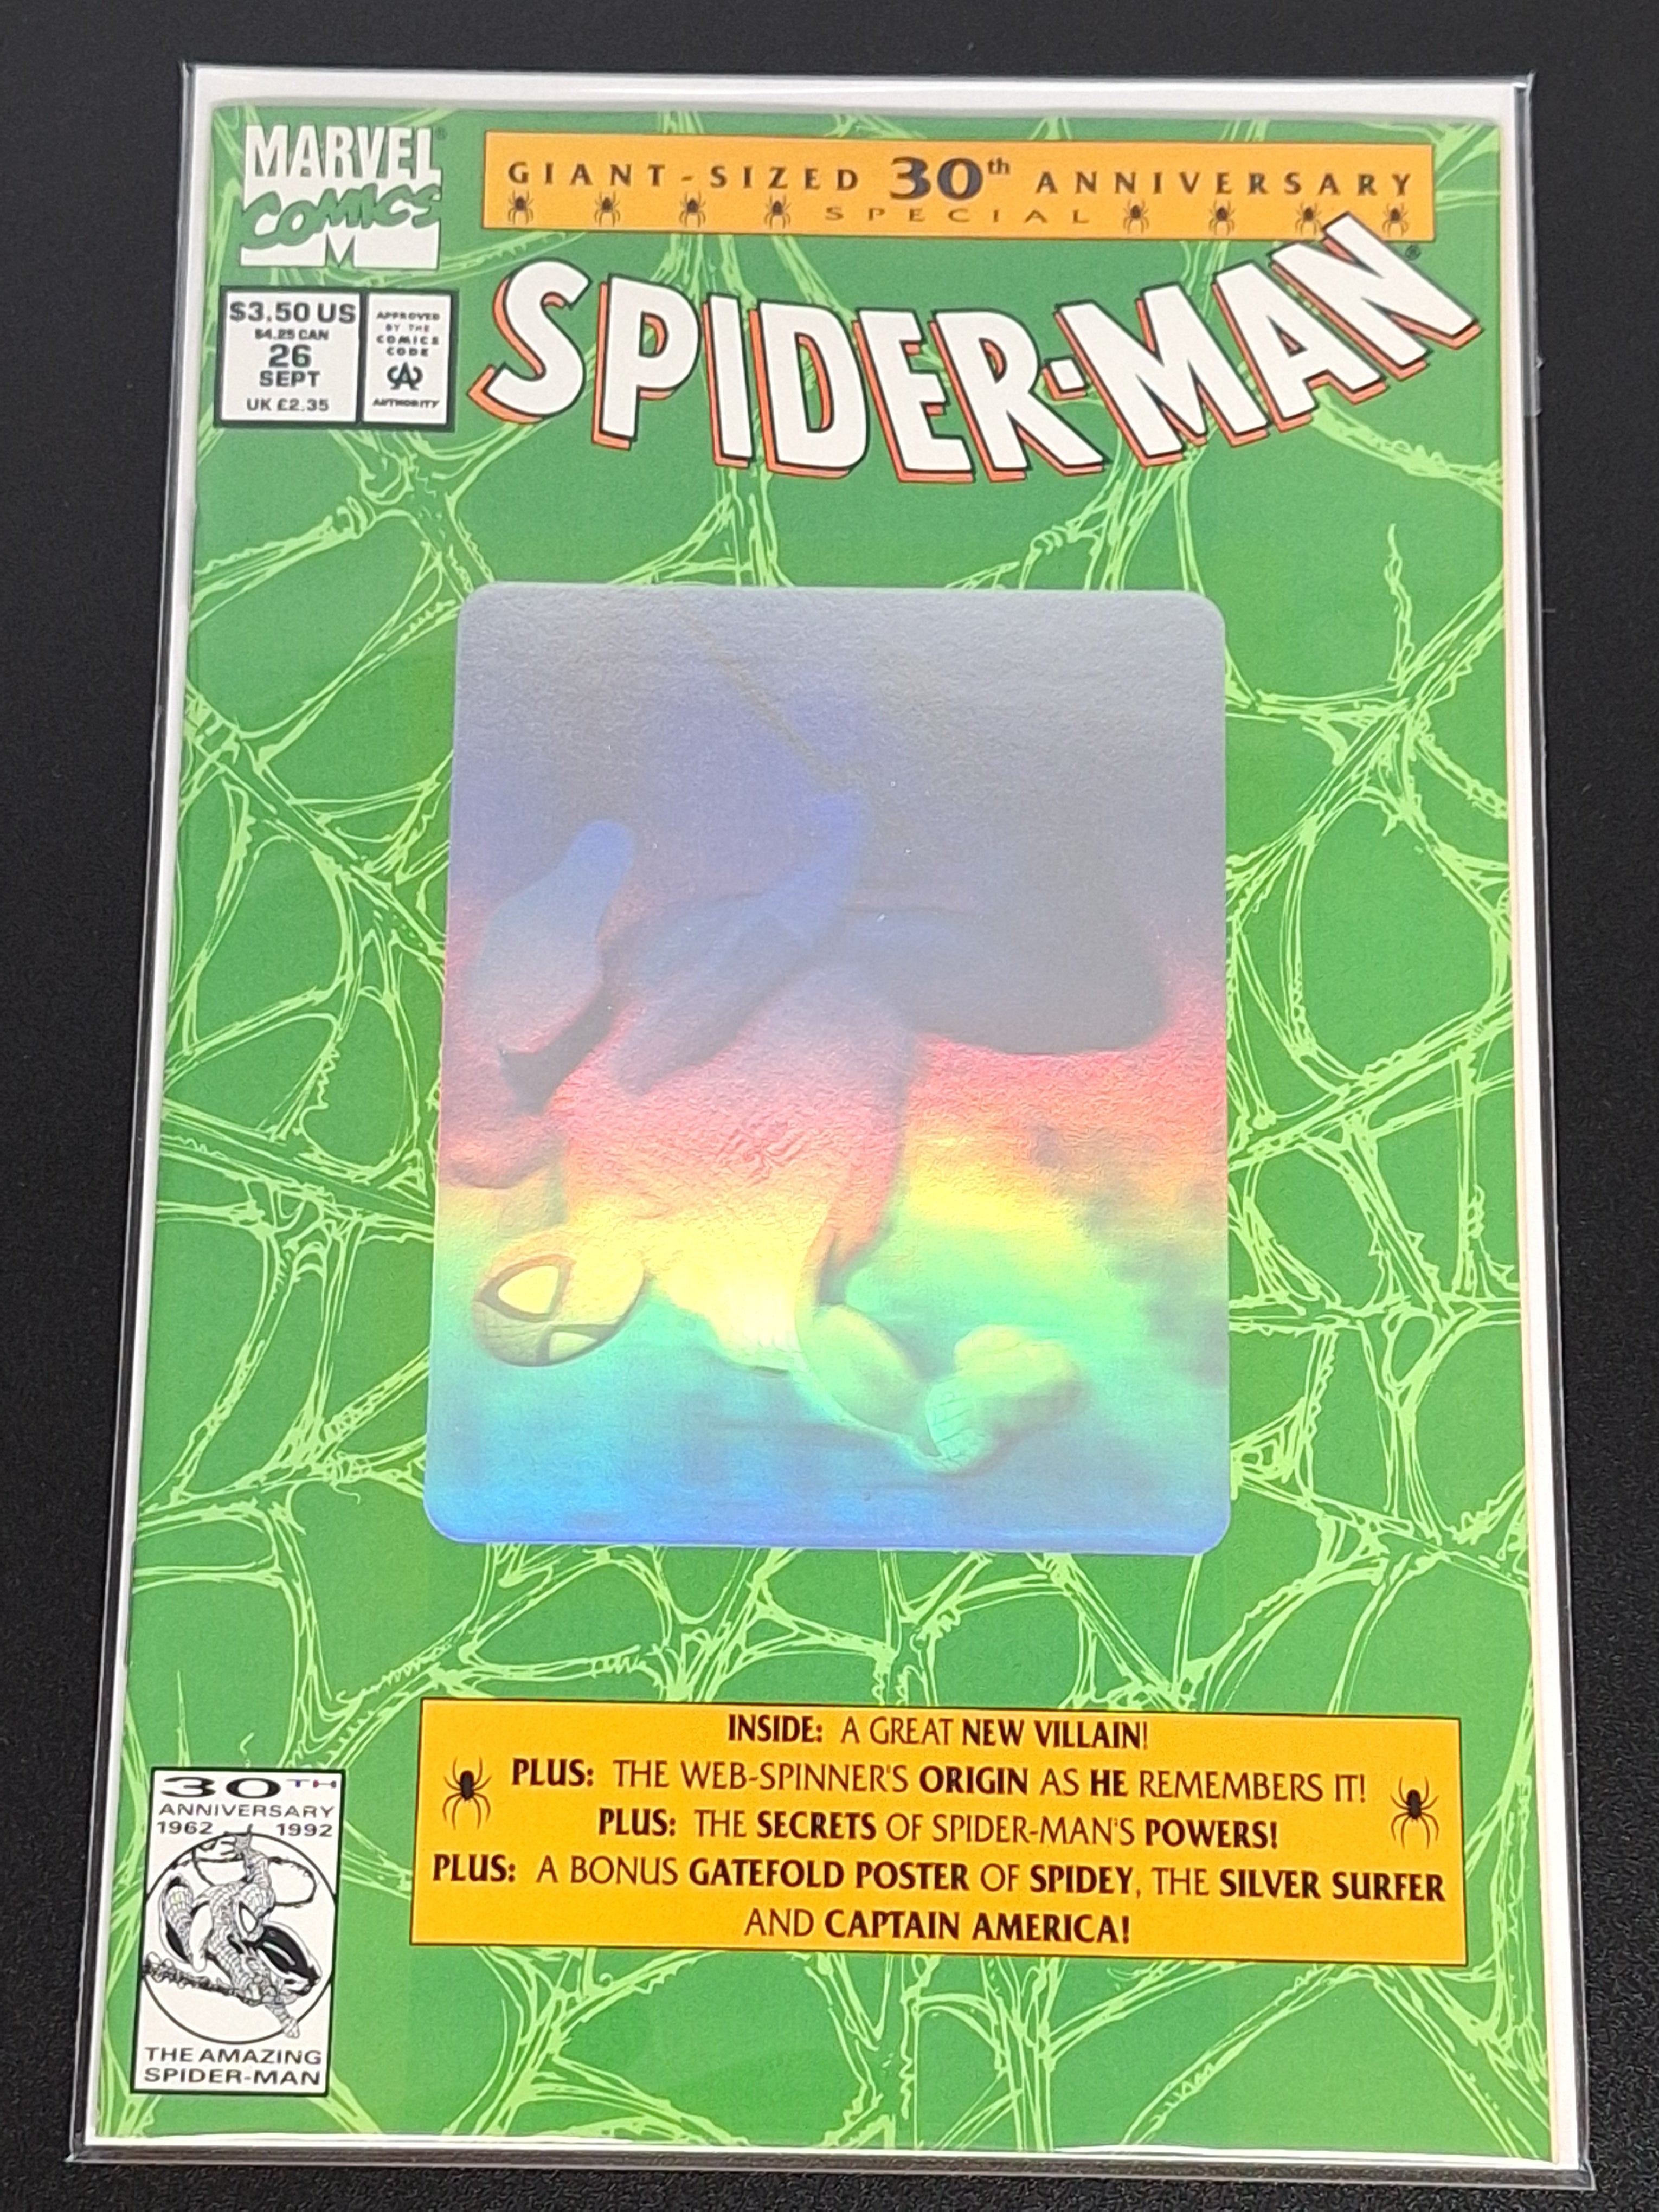 MARVEL®
COMICS
M
GIANT-SIZED 30th ANNIVERSARY
SPECIAL
SPIDER-MAN®
$3.50 US
$4.25 CAN
26
SEPT
UK £2.35
APPROVED
BY THE
COMICS
CODE
CA
AUTHORITY
INSIDE: A GREAT NEW VILLAIN!
PLUS: THE WEB-SPINNER'S ORIGIN AS HE REMEMBERS IT!
PLUS: THE SECRETS OF SPIDER-MAN'S POWERS!
PLUS: A BONUS GATEFOLD POSTER OF SPIDEY, THE SILVER SURFER
AND CAPTAIN AMERICA!
30TH
ANNIVERSARY
1962 1992
THE AMAZING
SPIDER-MAN